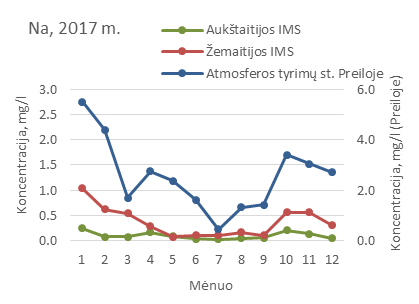 Na, 2017 m.
Aukštaitijos IMS
Žemaitijos IMS
Atmosferos tyrimų st. Preiloje
Koncentracija, mg/l
3.0
2.5
2.0
1.5
1.0
0.5
0.0
6.0
4.0
2.0
0.0
Koncentracija, mg/l (Preiloje)
1 2 3 4 5 6 7 8 9 10 11 12
Mėnuo